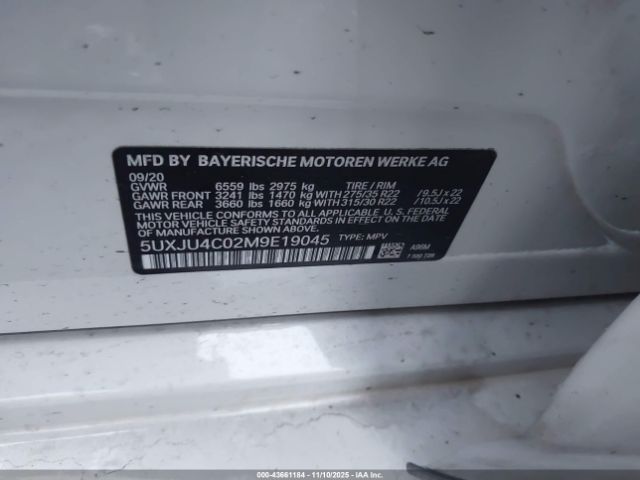 MFD BY BAYERISCHE MOTOREN WERKE AG
09/20
GVWR 6559 lbs 2975 kg TIRE / RIM
GAWR FRONT 3241 lbs 1470 kg WITH 275/35 R22 / 9.5J x 22
GAWR REAR 3660 lbs 1660 kg WITH 315/30 R22 / 10.5J x 22
THIS VEHICLE CONFORMS TO ALL APPLICABLE FEDERAL MOTOR
VEHICLE SAFETY STANDARDS IN EFFECT ON THE DATE
OF MANUFACTURE SHOWN ABOVE.
5UXJU4C02M9E19045 TYPE: MPV
A96M
000-43661184 - 11/10/2025 - IAA Inc.